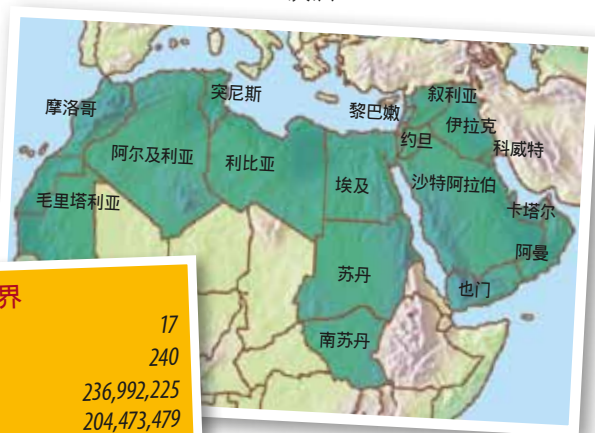 突尼斯
叙利亚
摩洛哥
黎巴嫩
伊拉克
约旦
科威特
阿尔及利亚
利比亚
埃及
沙特阿拉伯
毛里塔利亚
卡塔尔
阿曼
苏丹
也门
南苏丹
界
17
240
236,992,225
204,473,479